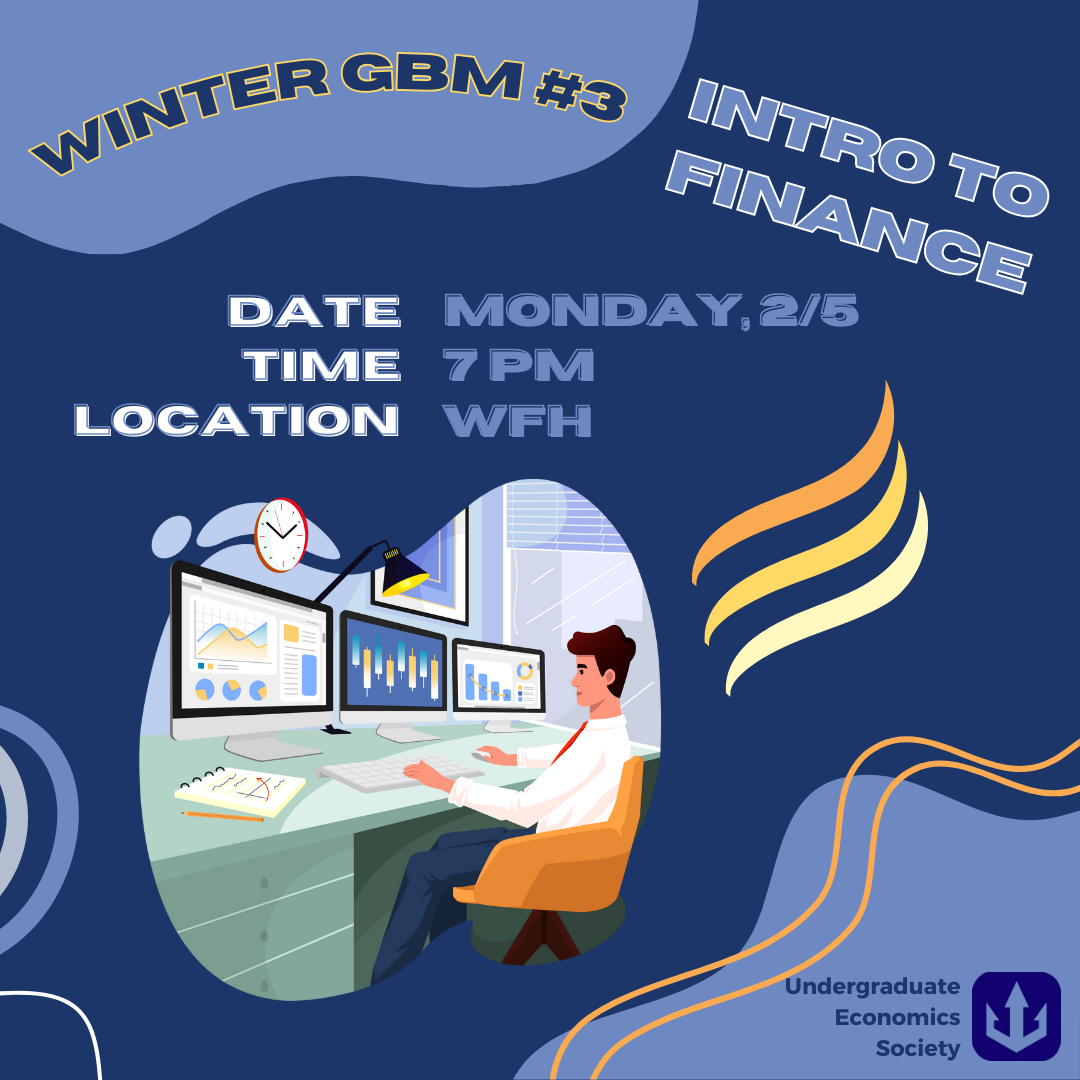 WINTER GBM #3
INTRO TO
FINANCE
DATE MONDAY, 2/5
TIME 7 PM
LOCATION WFH
Undergraduate
Economics
Society